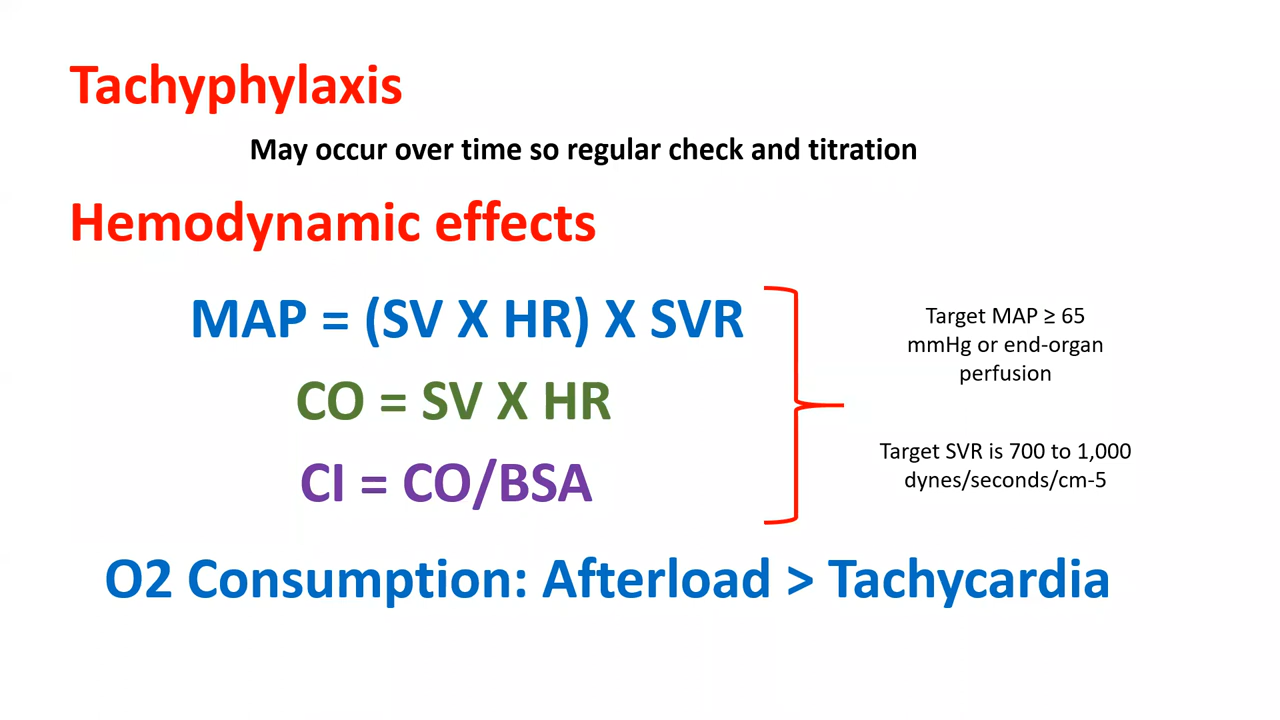 Tachyphylaxis
May occur over time so regular check and titration
Hemodynamic effects
MAP = (SV X HR) X SVR
CO = SV X HR
CI = CO/BSA
Target MAP ≥ 65
mmHg or end-organ
perfusion
Target SVR is 700 to 1,000
dynes/seconds/cm-5
O2 Consumption: Afterload > Tachycardia